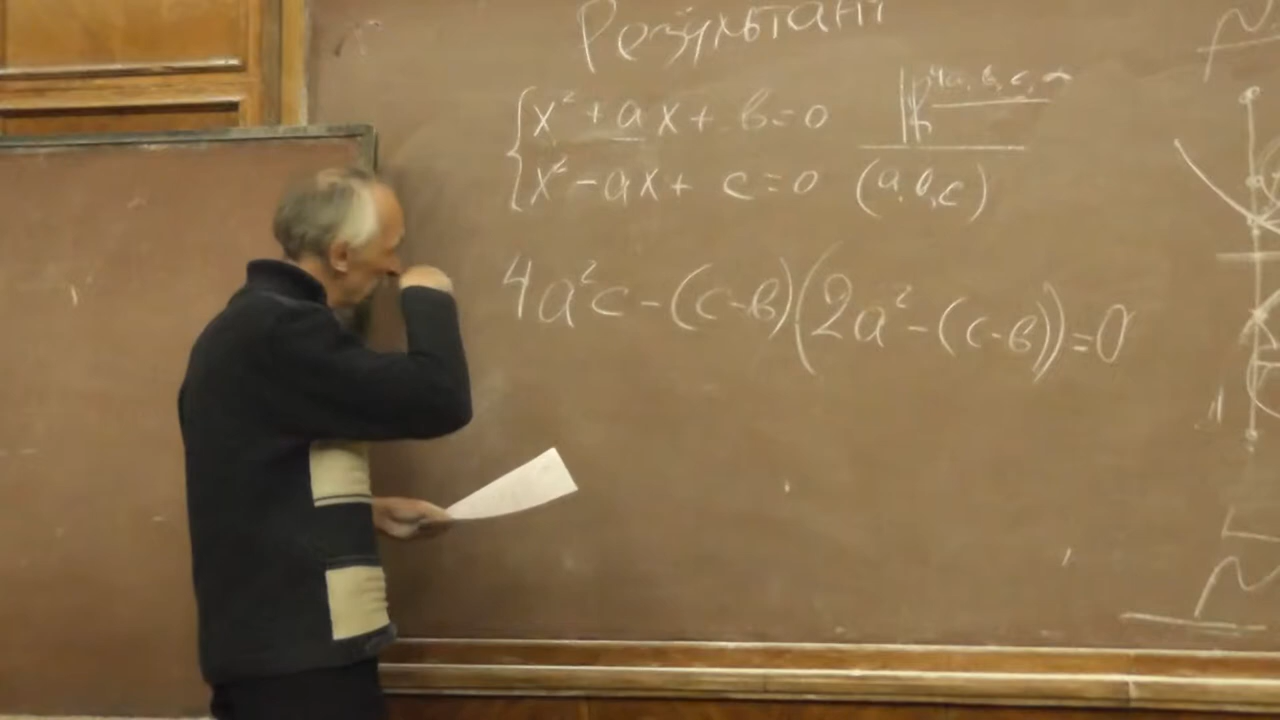 Результант
x² + ax + b = 0
x² - ax + c = 0 (a, b, c)
4a²c - (c-b)(2a² - (c-b)) = 0